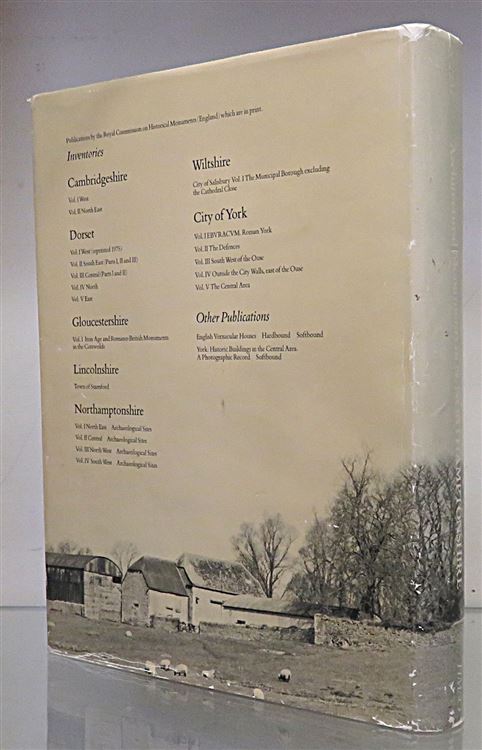 Publications by the Royal Commission on Historical Monuments (England) which are in print.
Inventories
Cambridgeshire
Vol. I West
Vol. II North East
Dorset
Vol. I West (reprinted 1975)
Vol. II South East (Parts I, II and III)
Vol. III Central (Parts I and II)
Vol. IV North
Vol. V East
Gloucestershire
Vol. I Iron Age and Romano-British Monuments
in the Cotswolds
Lincolnshire
Town of Stamford
Northamptonshire
Vol. I North East Archaeological Sites
Vol. II Central Archaeological Sites
Vol. III North West Archaeological Sites
Vol. IV South West Archaeological Sites
Wiltshire
City of Salisbury Vol. I The Municipal Borough excluding
the Cathedral Close
City of York
Vol. I EBVRACVM. Roman York
Vol. II The Defences
Vol. III South West of the Ouse
Vol. IV Outside the City Walls, east of the Ouse
Vol. V The Central Area
Other Publications
English Vernacular Houses Hardbound Softbound
York: Historic Buildings in the Central Area.
A Photographic Record Softbound